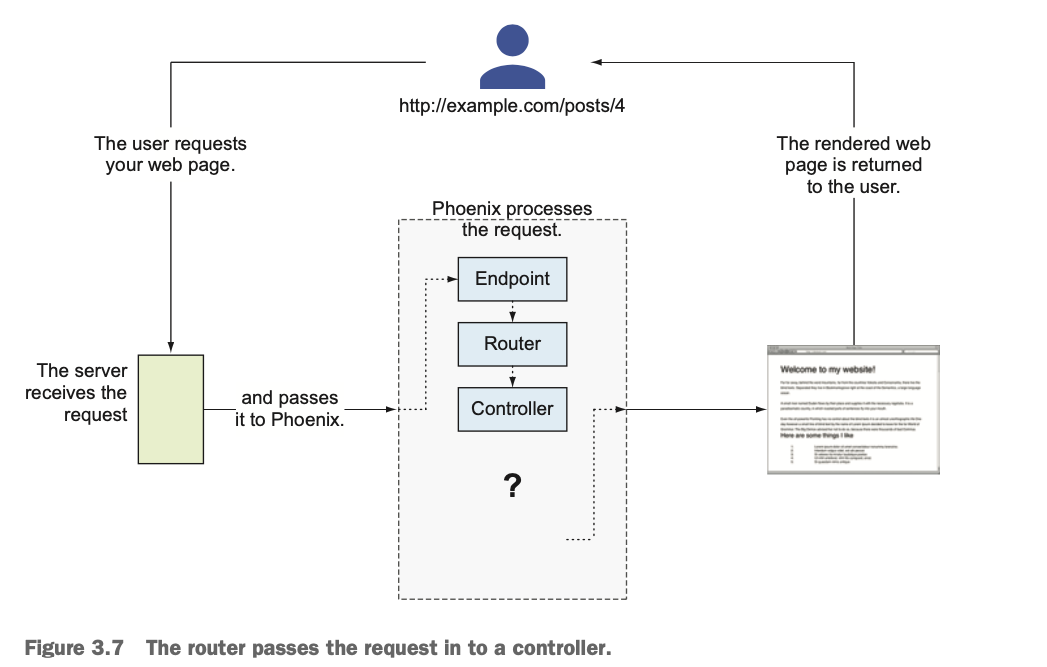 http://example.com/posts/4
The user requests
your web page.
The rendered web
page is returned
to the user.
Phoenix processes
the request.
Endpoint
Router
Controller
?
The server
receives the
request
and passes
it to Phoenix.
Welcome to my website!
Here are some things I like
Figure 3.7 The router passes the request in to a controller.